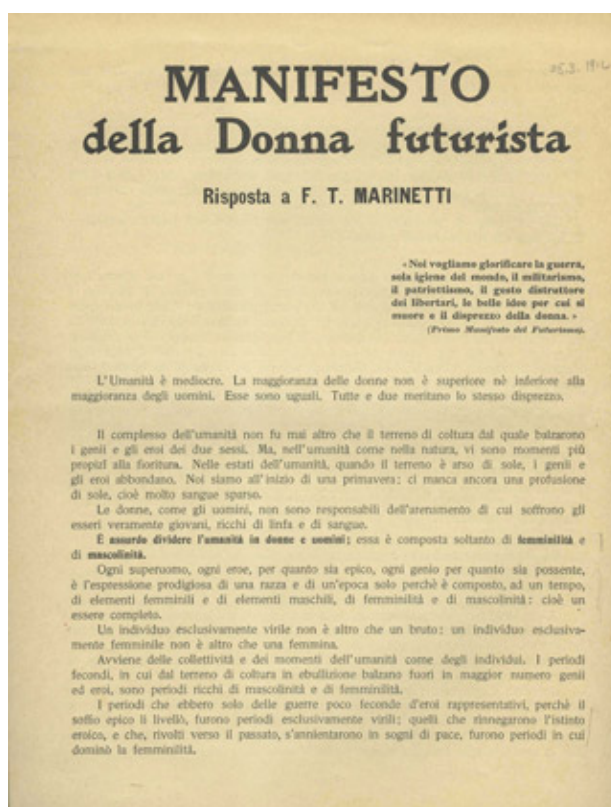 25.3.1912
MANIFESTO
della Donna futurista
Risposta a F. T. MARINETTI
«Noi vogliamo glorificare la guerra,
sola igiene del mondo, il militarismo,
il patriottismo, il gesto distruttore
dei libertari, le belle idee per cui si
muore e il disprezzo della donna.»
(Primo Manifesto del Futurismo).
L'Umanità è mediocre. La maggioranza delle donne non è superiore nè inferiore alla
maggioranza degli uomini. Esse sono uguali. Tutte e due meritano lo stesso disprezzo.
Il complesso dell'umanità non fu mai altro che il terreno di coltura dal quale balzarono
i genii e gli eroi dei due sessi. Ma, nell'umanità come nella natura, vi sono momenti più
propizî alla fioritura. Nelle estati dell'umanità, quando il terreno è arso di sole, i genii e
gli eroi abbondano. Noi siamo all'inizio di una primavera: ci manca ancora una profusione
di sole, cioè molto sangue sparso.
Le donne, come gli uomini, non sono responsabili dell'arenamento di cui soffrono gli
esseri veramente giovani, ricchi di linfa e di sangue.
È assurdo dividere l'umanità in donne e uomini; essa è composta soltanto di femminilità e
di mascolinità.
Ogni superuomo, ogni eroe, per quanto sia epico, ogni genio per quanto sia possente,
è l'espressione prodigiosa di una razza e di un'epoca solo perchè è composto, ad un tempo,
di elementi femminili e di elementi maschili, di femminilità e di mascolinità: cioè un
essere completo.
Un individuo esclusivamente virile non è altro che un bruto; un individuo esclusiva-
mente femminile non è altro che una femmina.
Avviene delle collettività e dei momenti dell'umanità come degli individui. I periodi
fecondi, in cui dal terreno di coltura in ebullizione balzano fuori in maggior numero genii
ed eroi, sono periodi ricchi di mascolinità e di femminilità.
I periodi che ebbero solo delle guerre poco feconde d'eroi rappresentativi, perchè il
soffio epico li livellò, furono periodi esclusivamente virili; quelli che rinnegarono l'istinto
eroico, e che, rivolti verso il passato, s'annientarono in sogni di pace, furono periodi in cui
dominò la femminilità.